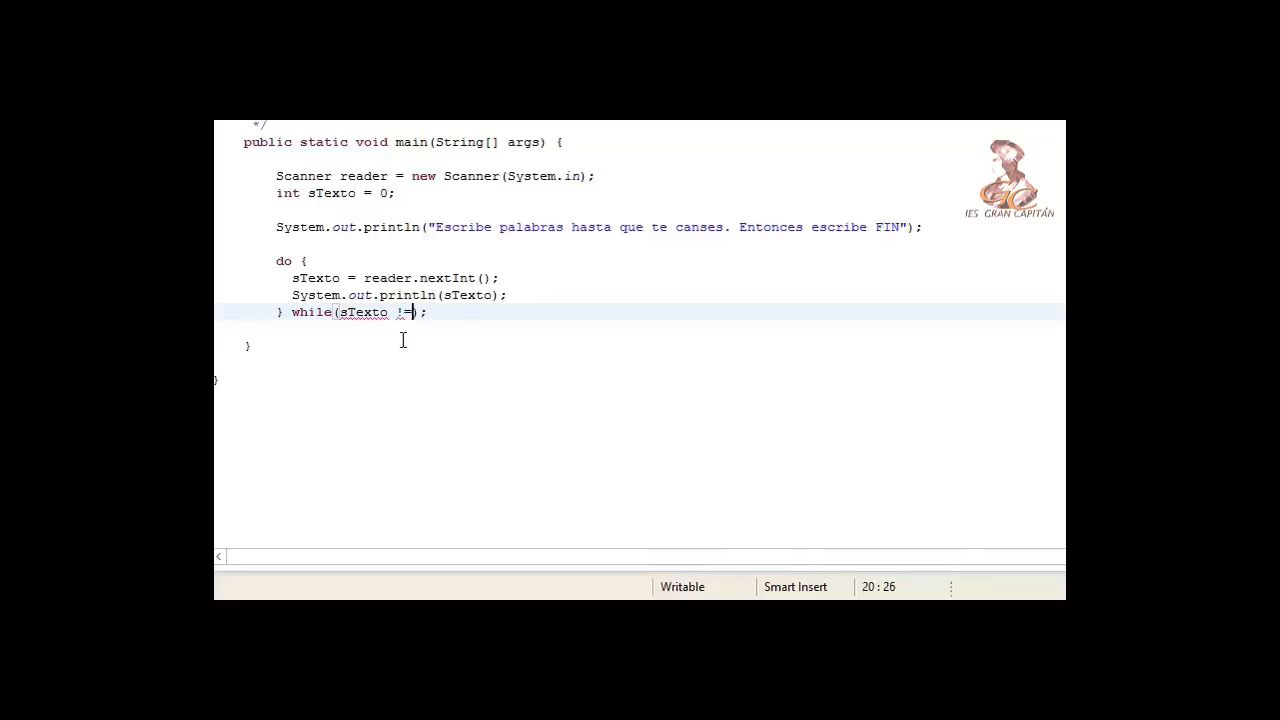 */
public static void main(String[] args) {
Scanner reader = new Scanner(System.in);
int sTexto = 0;
System.out.println("Escribe palabras hasta que te canses. Entonces escribe FIN");
do {
sTexto = reader.nextInt();
System.out.println(sTexto);
} while(sTexto !=);
}
}
IES GRAN CAPITÁN
Writable
Smart Insert
20 : 26